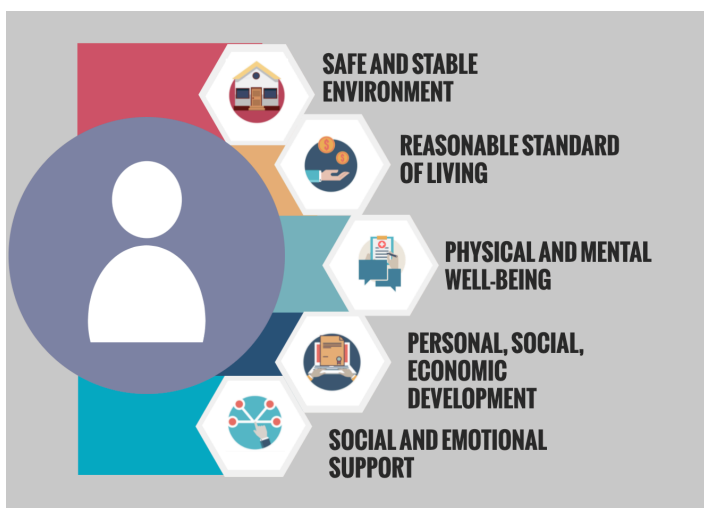 SAFE AND STABLE
ENVIRONMENT
REASONABLE STANDARD
OF LIVING
PHYSICAL AND MENTAL
WELL-BEING
PERSONAL, SOCIAL,
ECONOMIC
DEVELOPMENT
SOCIAL AND EMOTIONAL
SUPPORT